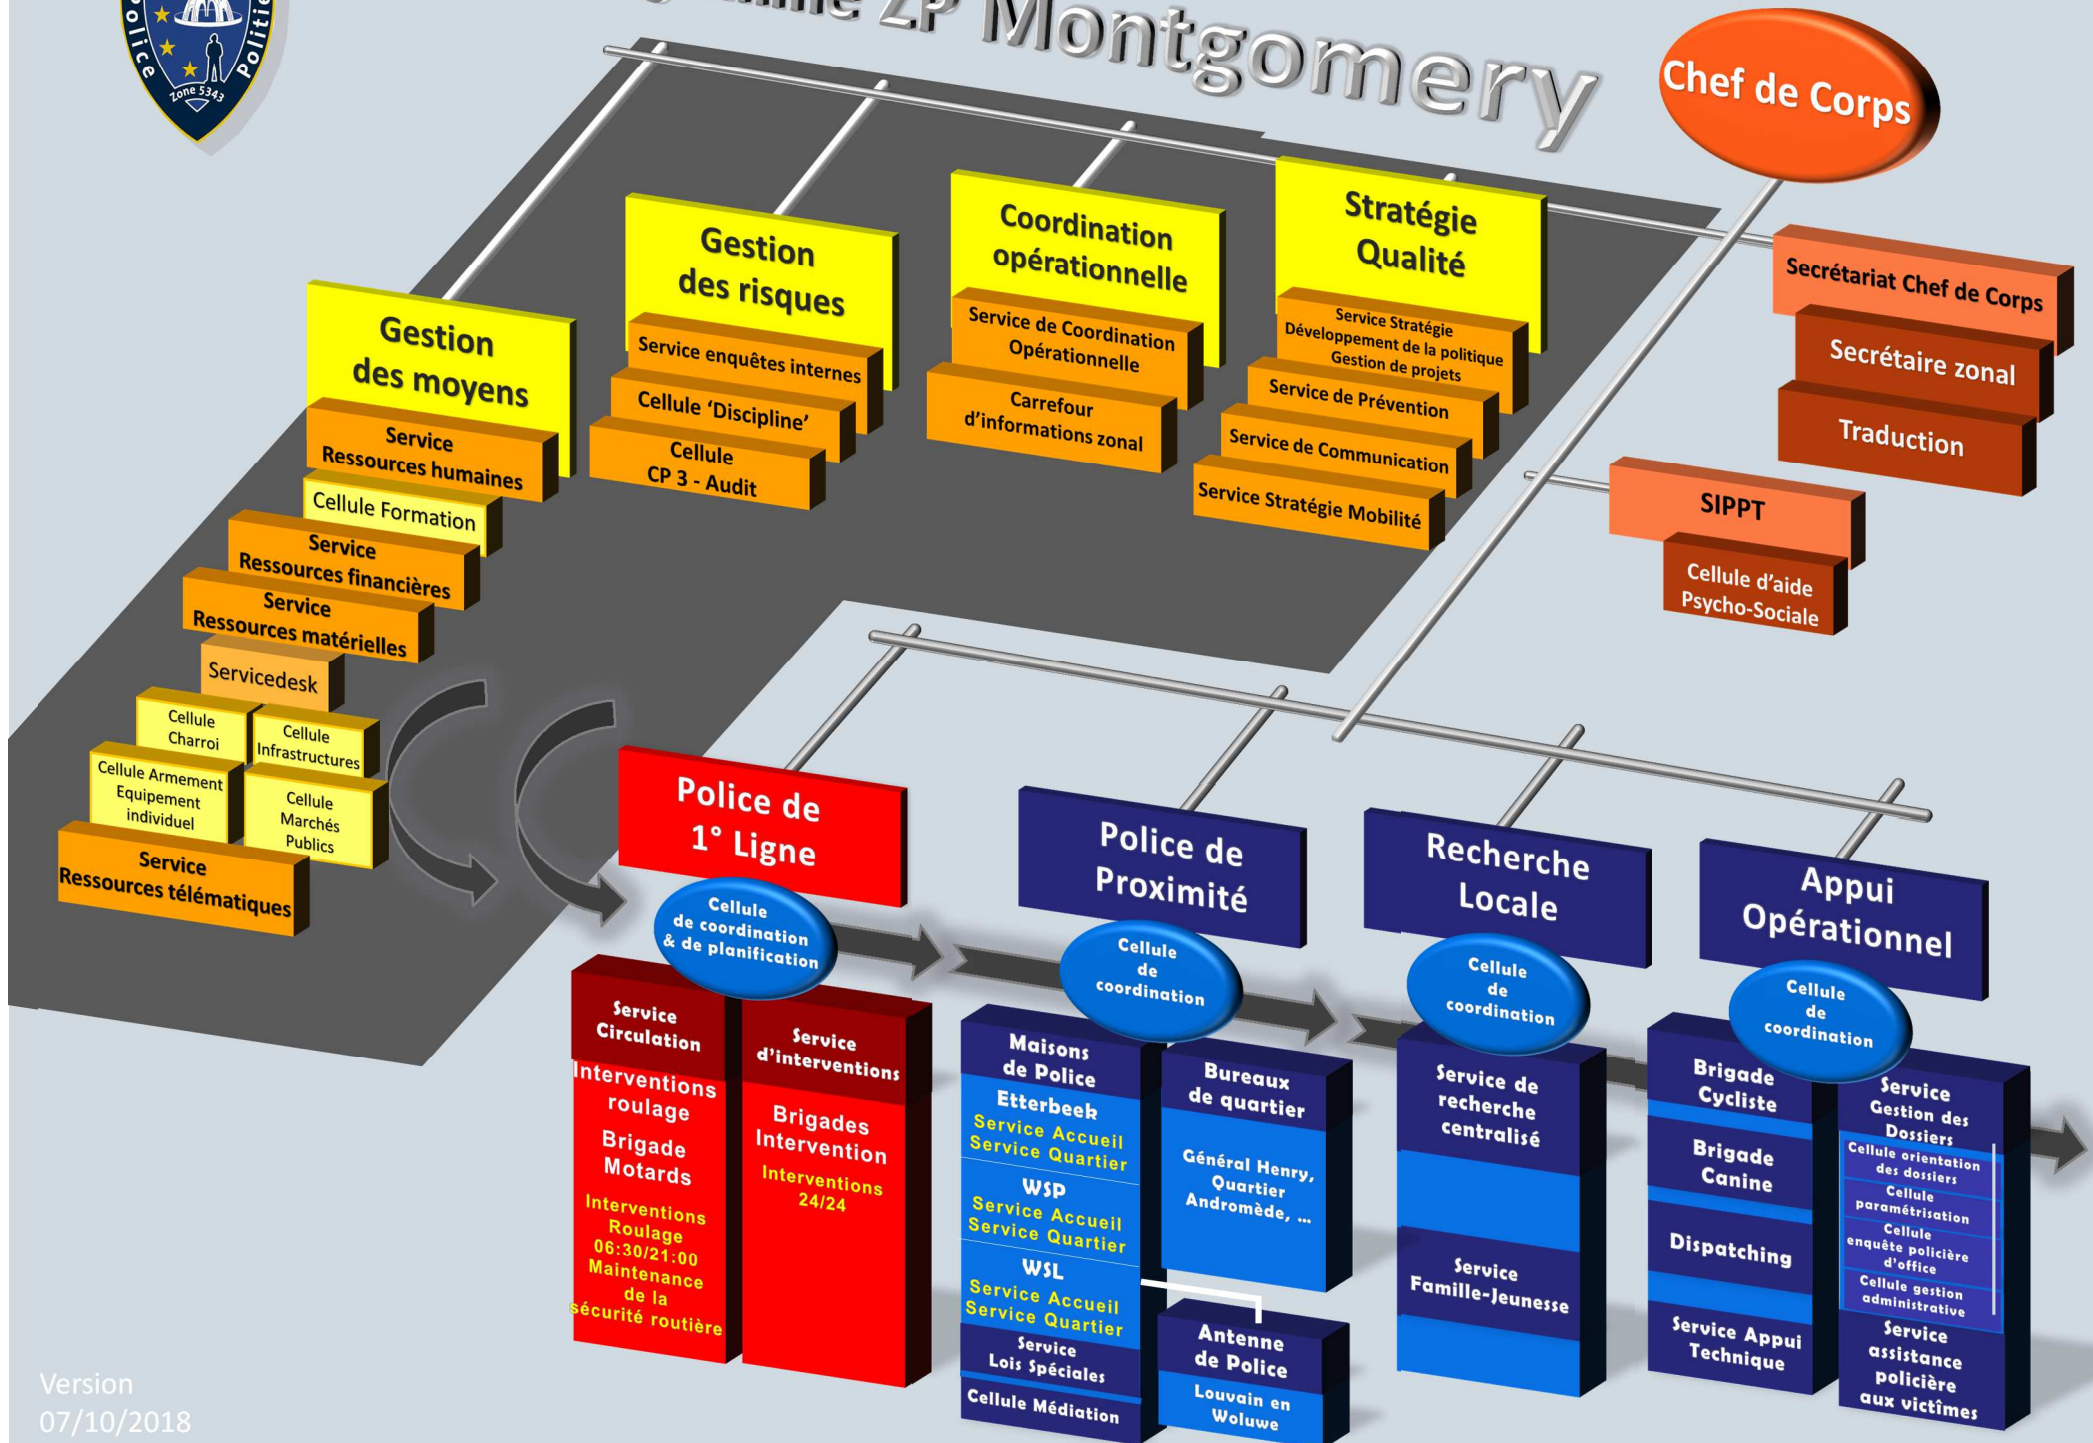 Police
Politie
Zone 5343
ZP Montgomery
Chef de Corps
Secrétariat Chef de Corps
Secrétaire zonal
Traduction
SIPPT
Cellule d'aide
Psycho-Sociale
Stratégie
Qualité
Service Stratégie
Développement de la politique
Gestion de projets
Service de Prévention
Service de Communication
Service Stratégie Mobilité
Coordination
opérationnelle
Service de Coordination
Opérationnelle
Carrefour
d'informations zonal
Gestion
des risques
Service enquêtes internes
Cellule ‘Discipline’
Cellule
CP 3 - Audit
Gestion
des moyens
Service
Ressources humaines
Cellule Formation
Service
Ressources financières
Service
Ressources matérielles
Servicedesk
Cellule
Charroi
Cellule
Infrastructures
Cellule Armement
Equipement
individuel
Cellule
Marchés
Publics
Service
Ressources télématiques
Police de
1° Ligne
Cellule
de coordination
& de planification
Service
Circulation
Interventions
roulage
Brigade
Motards
Interventions
Roulage
06:30/21:00
Maintenance
de la
sécurité routière
Service
d'interventions
Brigades
Intervention
Interventions
24/24
Police de
Proximité
Cellule
de
coordination
Maisons
de Police
Etterbeek
Service Accueil
Service Quartier
WSP
Service Accueil
Service Quartier
WSL
Service Accueil
Service Quartier
Service
Lois Spéciales
Cellule Médiation
Bureaux
de quartier
Général Henry,
Quartier
Andromède, ...
Antenne
de Police
Louvain en
Woluwe
Recherche
Locale
Cellule
de
coordination
Service de
recherche
centralisé
Service
Famille-Jeunesse
Appui
Opérationnel
Cellule
de
coordination
Brigade
Cycliste
Brigade
Canine
Dispatching
Service Appui
Technique
Service
Gestion des
Dossiers
Cellule orientation
des dossiers
Cellule
paramétrisation
Cellule
enquête policière
d'office
Cellule gestion
administrative
Service
assistance
policière
aux victîmes
Version
07/10/2018